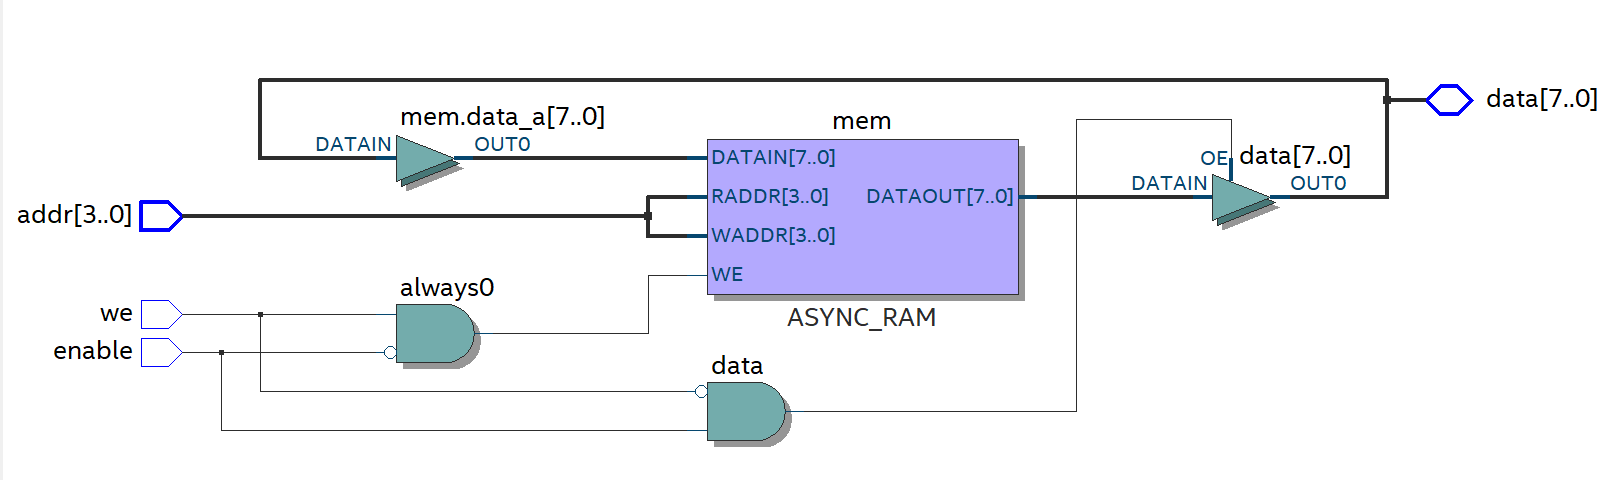 data[7..0]
mem.data_a[7..0]
mem
DATAIN
OUT0
OE
data[7..0]
DATAIN[7..0]
DATAIN
OUT0
RADDR[3..0]
DATAOUT[7..0]
addr[3..0]
WADDR[3..0]
WE
always0
we
ASYNC_RAM
enable
data